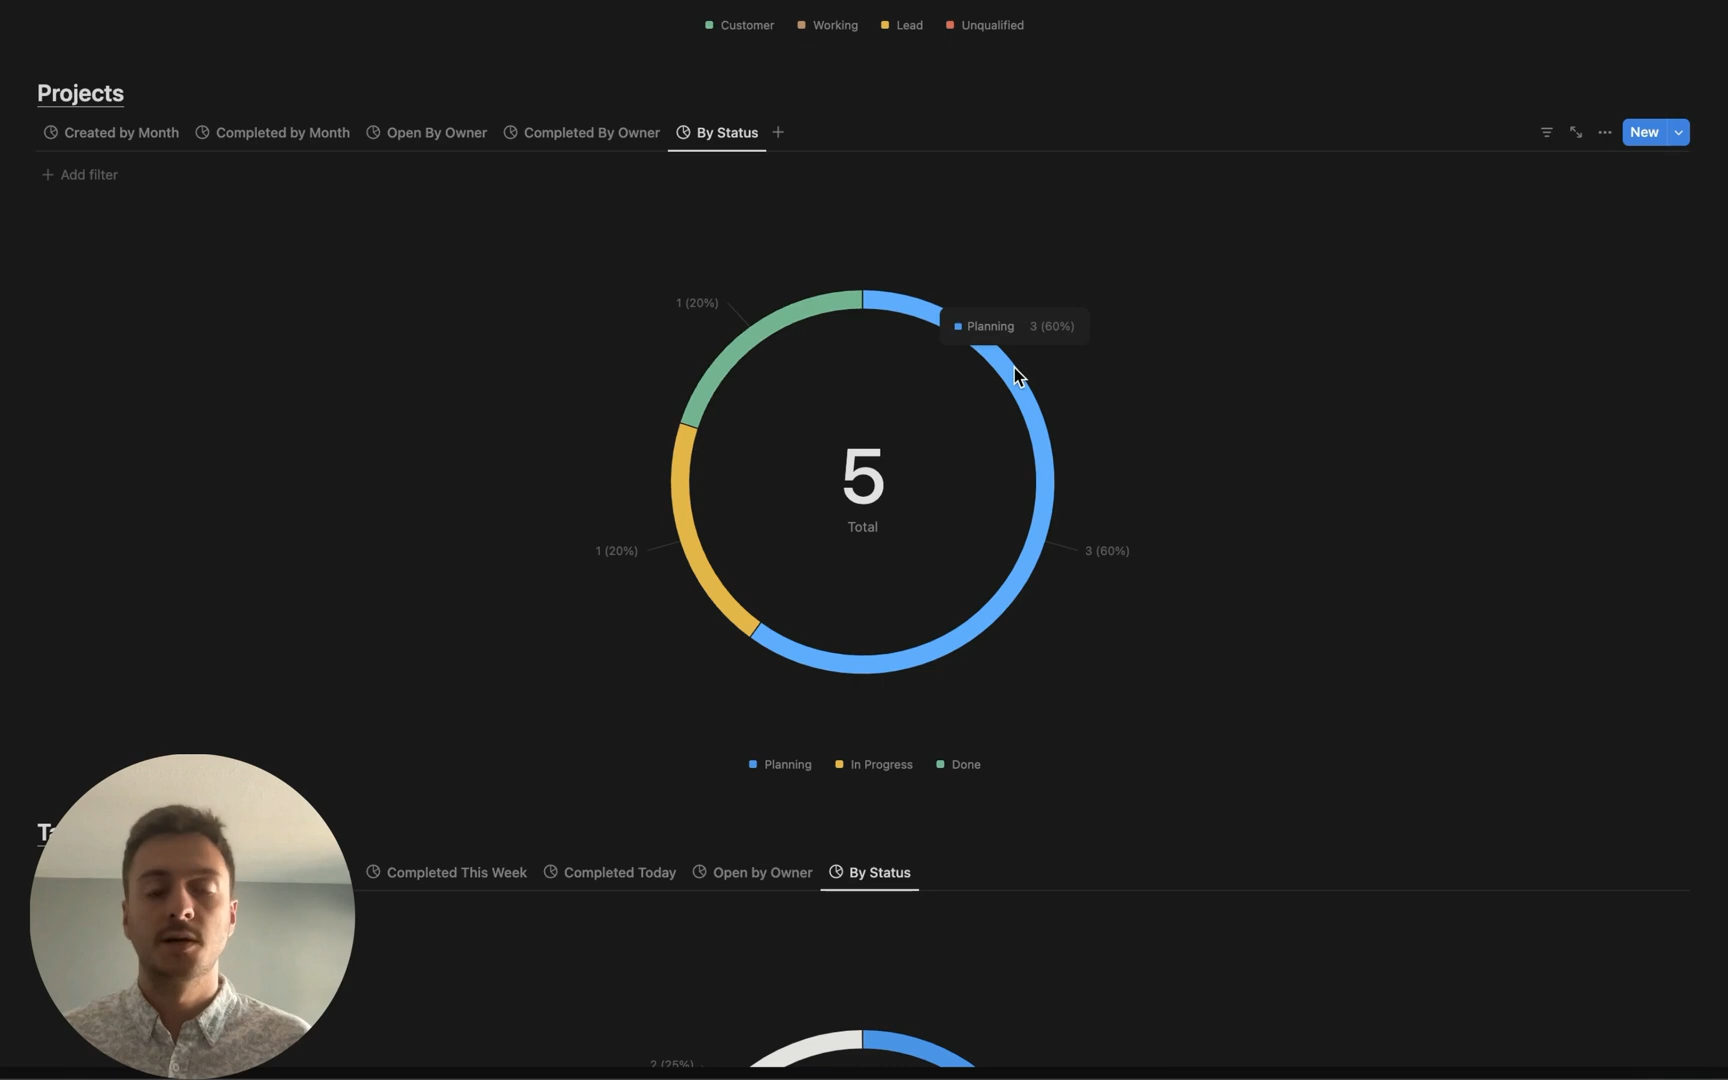 Customer Working Lead Unqualified
Projects
Created by Month Completed by Month Open By Owner Completed By Owner By Status
New
Add filter
1 (20%)
Planning 3 (60%)
5
Total
1 (20%)
3 (60%)
Planning In Progress Done
Completed This Week Completed Today Open by Owner By Status
2 (25%)